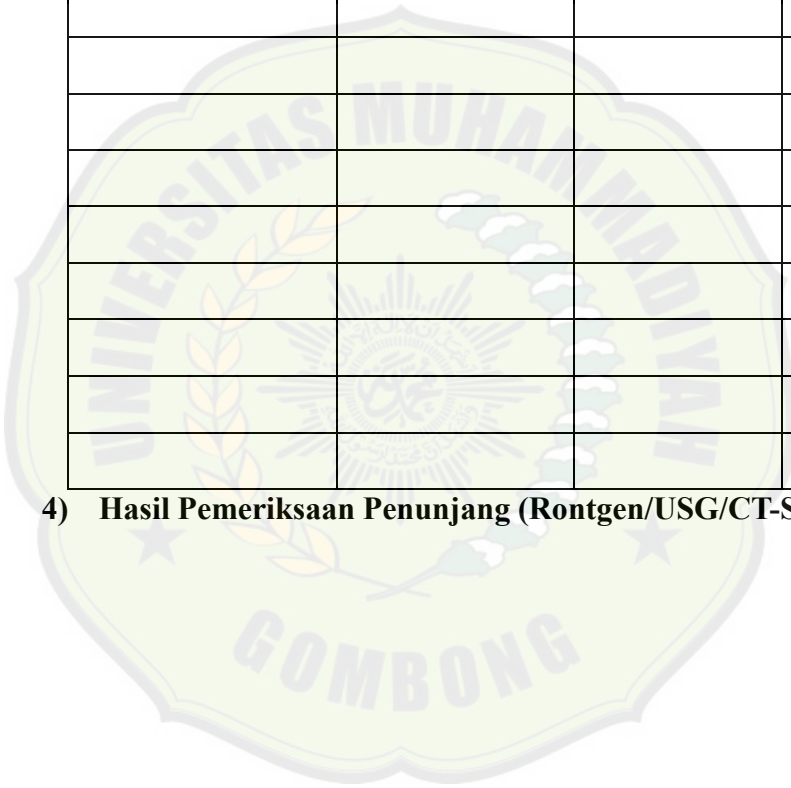 UNIVERSITAS MUHAMMADIYAH
4) Hasil Pemeriksaan Penunjang (Rontgen/USG/CT-S
GOMBONG